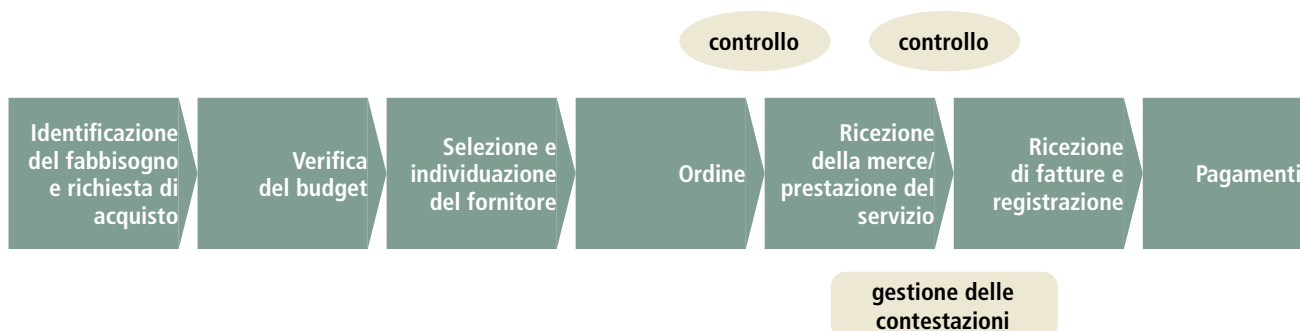 controllo
controllo
Identificazione
del fabbisogno
e richiesta di
acquisto
Verifica
del budget
Selezione e
individuazione
del fornitore
Ordine
Ricezione
della merce/
prestazione del
servizio
Ricezione
di fatture e
registrazione
Pagamenti
gestione delle
contestazioni